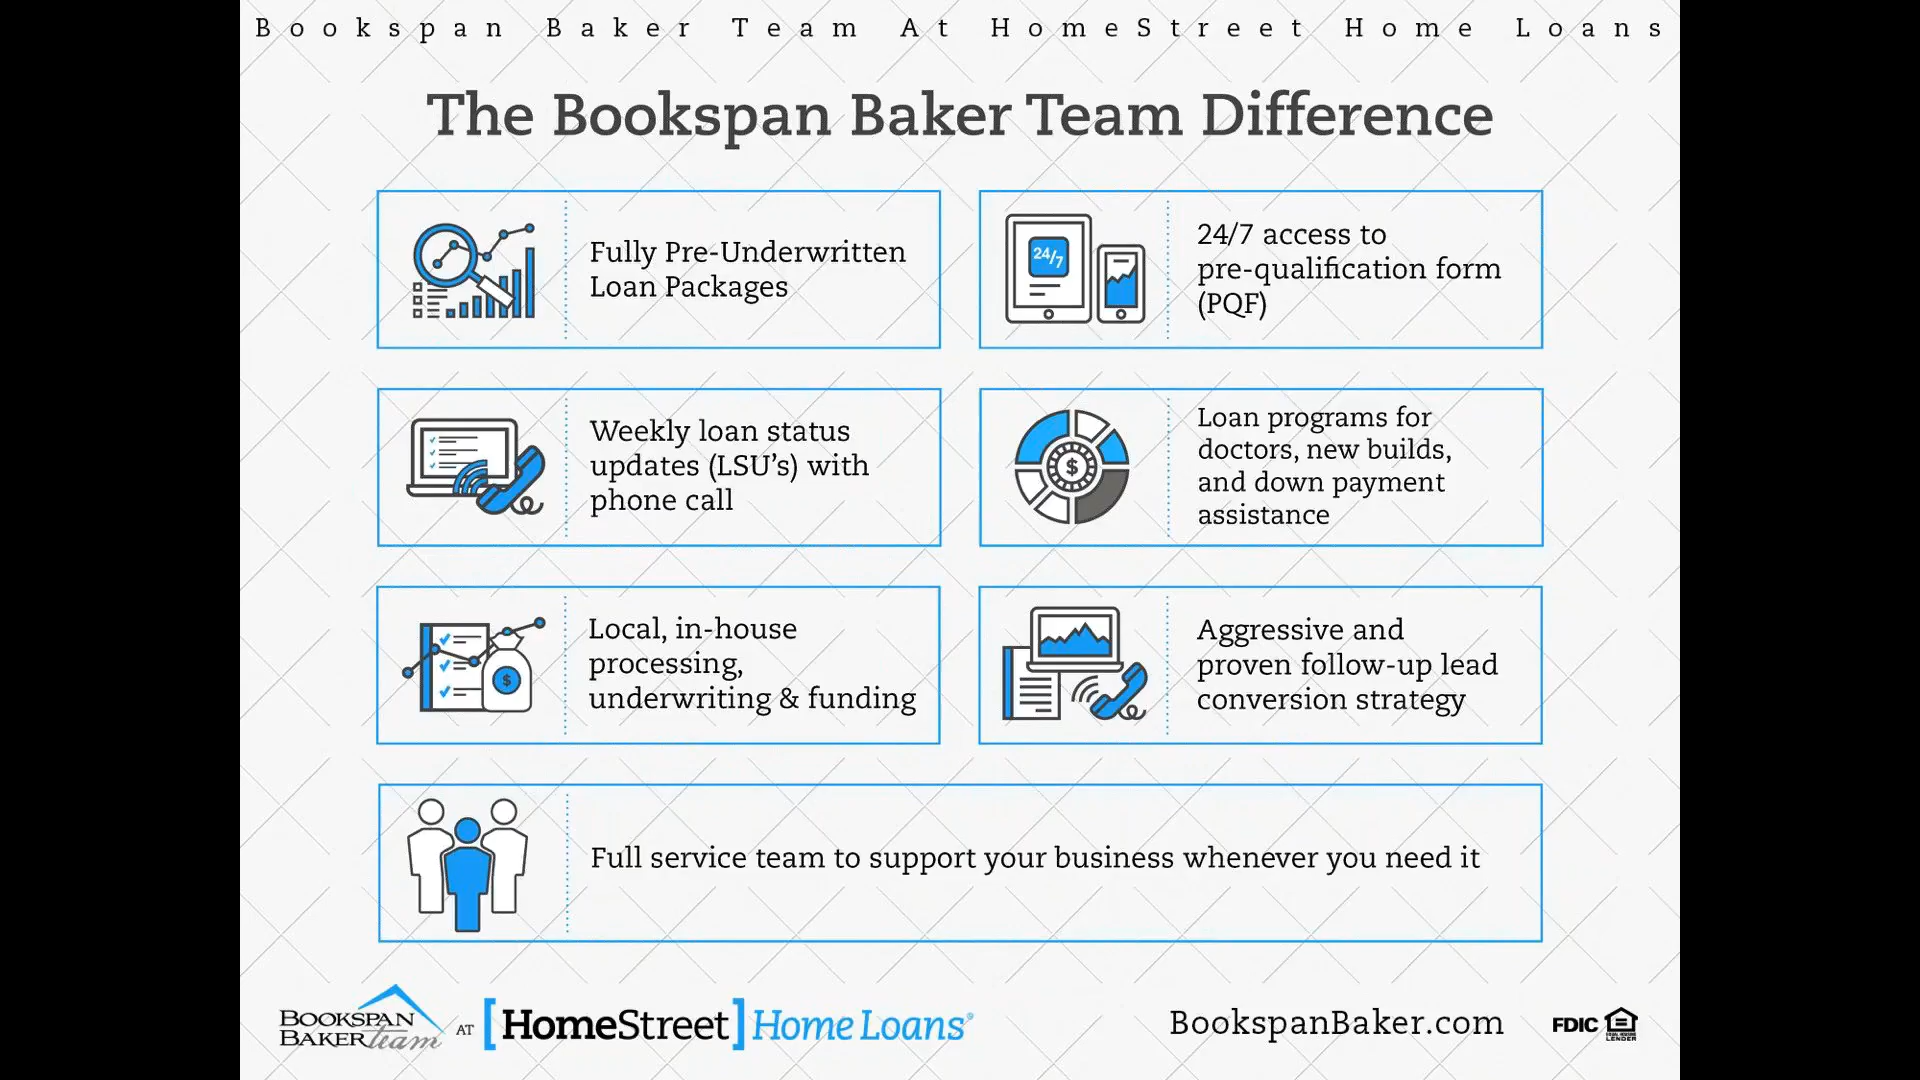 Bookspan Baker Team At HomeStreet Home Loans
The Bookspan Baker Team Difference
Fully Pre-Underwritten
Loan Packages
24/7
24/7 access to
pre-qualification form
(PQF)
Weekly loan status
updates (LSU's) with
phone call
$
Loan programs for
doctors, new builds,
and down payment
assistance
$
Local, in-house
processing,
underwriting & funding
Aggressive and
proven follow-up lead
conversion strategy
Full service team to support your business whenever you need it
BOOKSPAN
BAKER team
AT
[HomeStreet] Home Loans®
BookspanBaker.com
FDIC
EQUAL HOUSING
LENDER